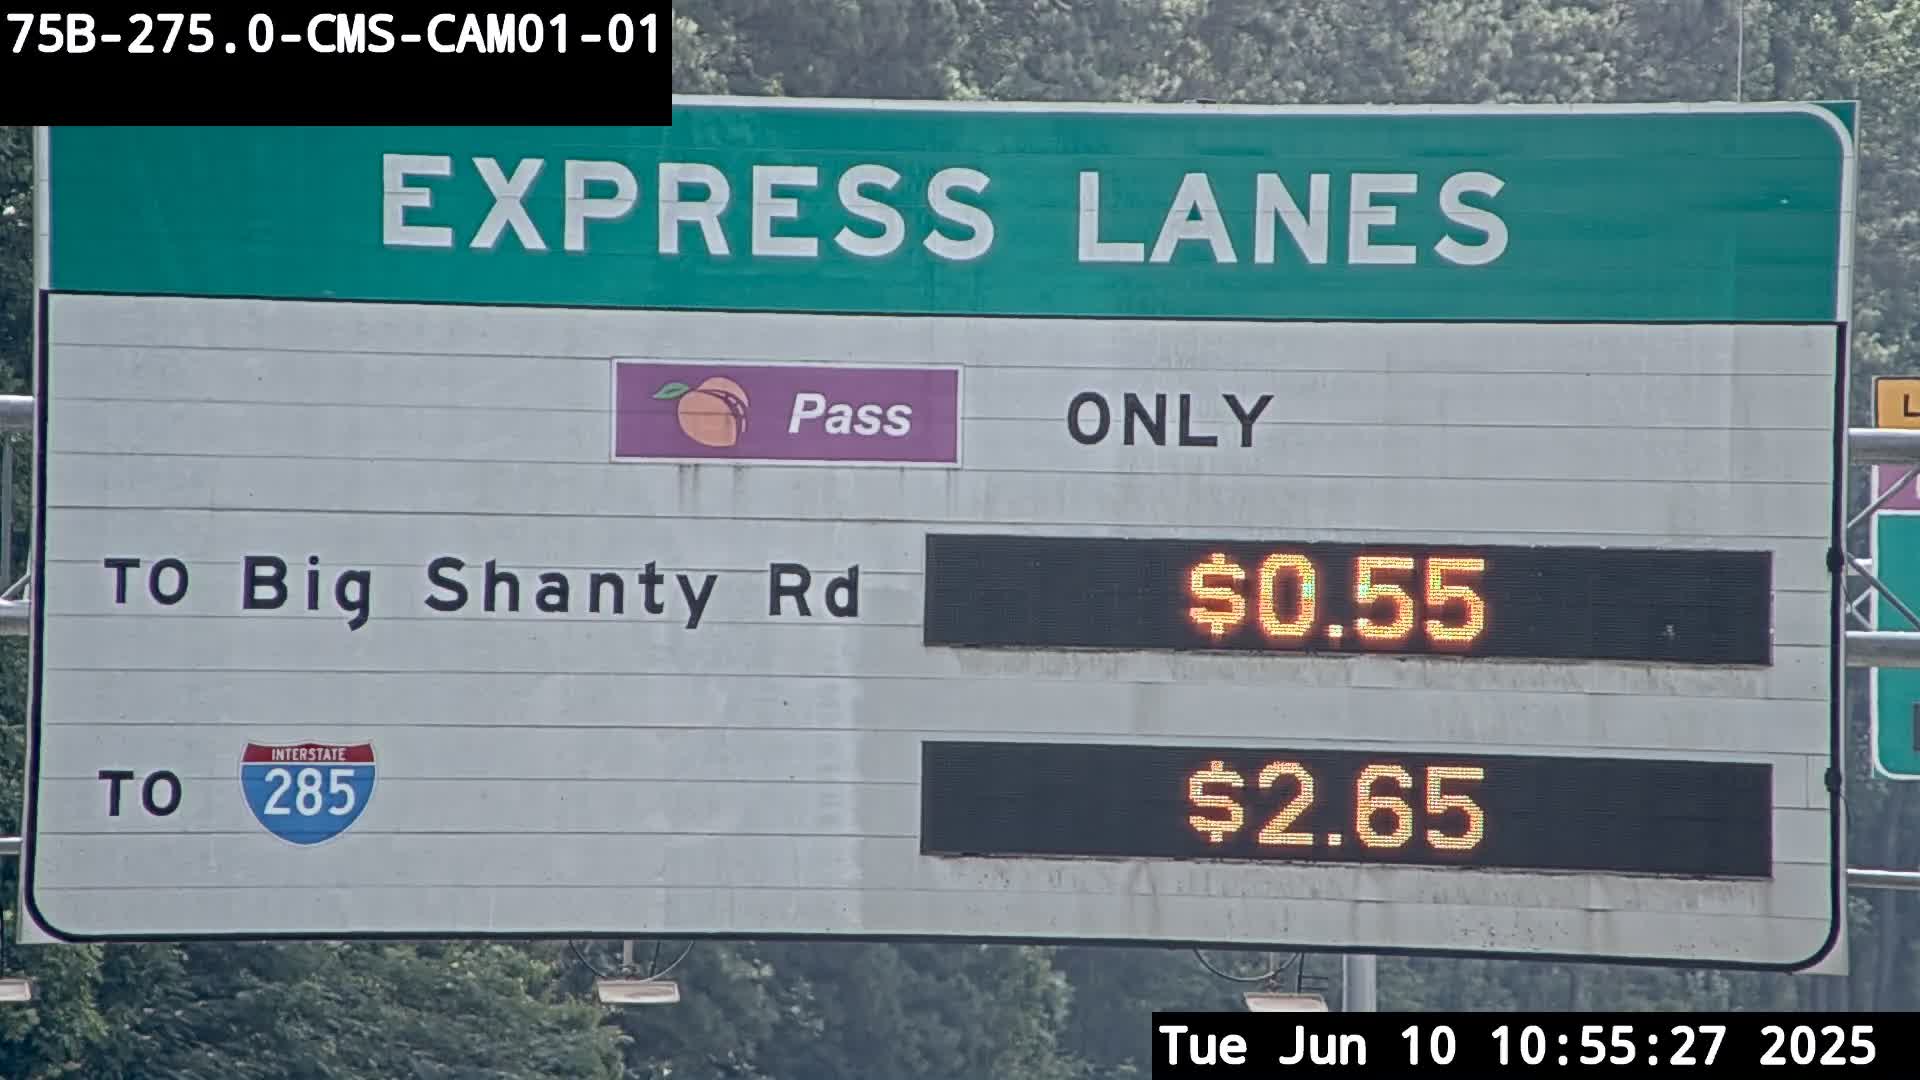 75B-275.0-CMS-CAM01-01
EXPRESS LANES
Pass ONLY
TO Big Shanty Rd $0.55
INTERSTATE
TO 285 $2.65
Tue Jun 10 10:55:27 2025